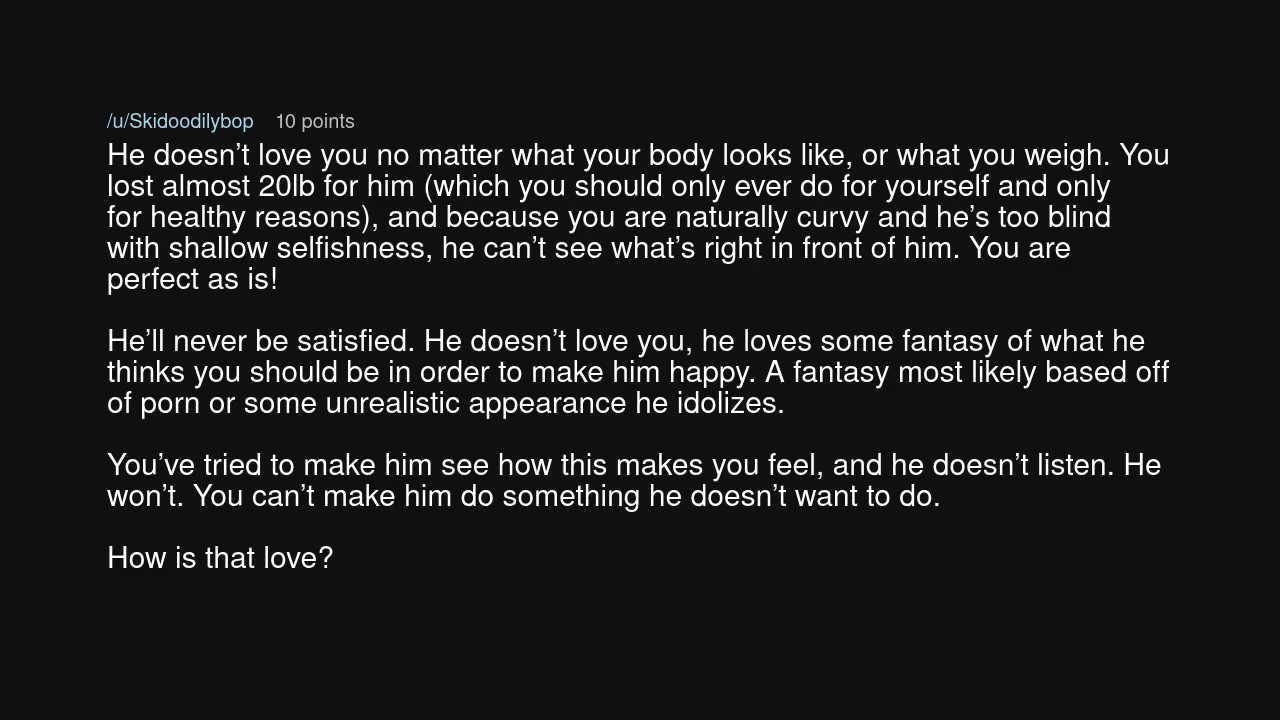 /u/Skidoodilybop 10 points
He doesn’t love you no matter what your body looks like, or what you weigh. You
lost almost 20lb for him (which you should only ever do for yourself and only
for healthy reasons), and because you are naturally curvy and he’s too blind
with shallow selfishness, he can’t see what’s right in front of him. You are
perfect as is!
He’ll never be satisfied. He doesn’t love you, he loves some fantasy of what he
thinks you should be in order to make him happy. A fantasy most likely based off
of porn or some unrealistic appearance he idolizes.
You’ve tried to make him see how this makes you feel, and he doesn’t listen. He
won’t. You can’t make him do something he doesn’t want to do.
How is that love?